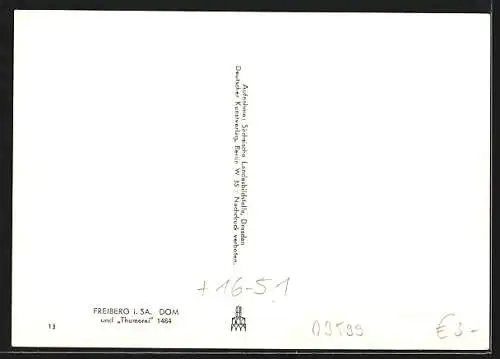 Aufnahme: Sächsische Landesbildstelle, Dresden
Deutscher Kunstverlag, Berlin W 35 · Nachdruck verboten.
+16-51
FREIBERG i. SA. DOM
und „Thumerei" 1484
13
09599
€ 3-